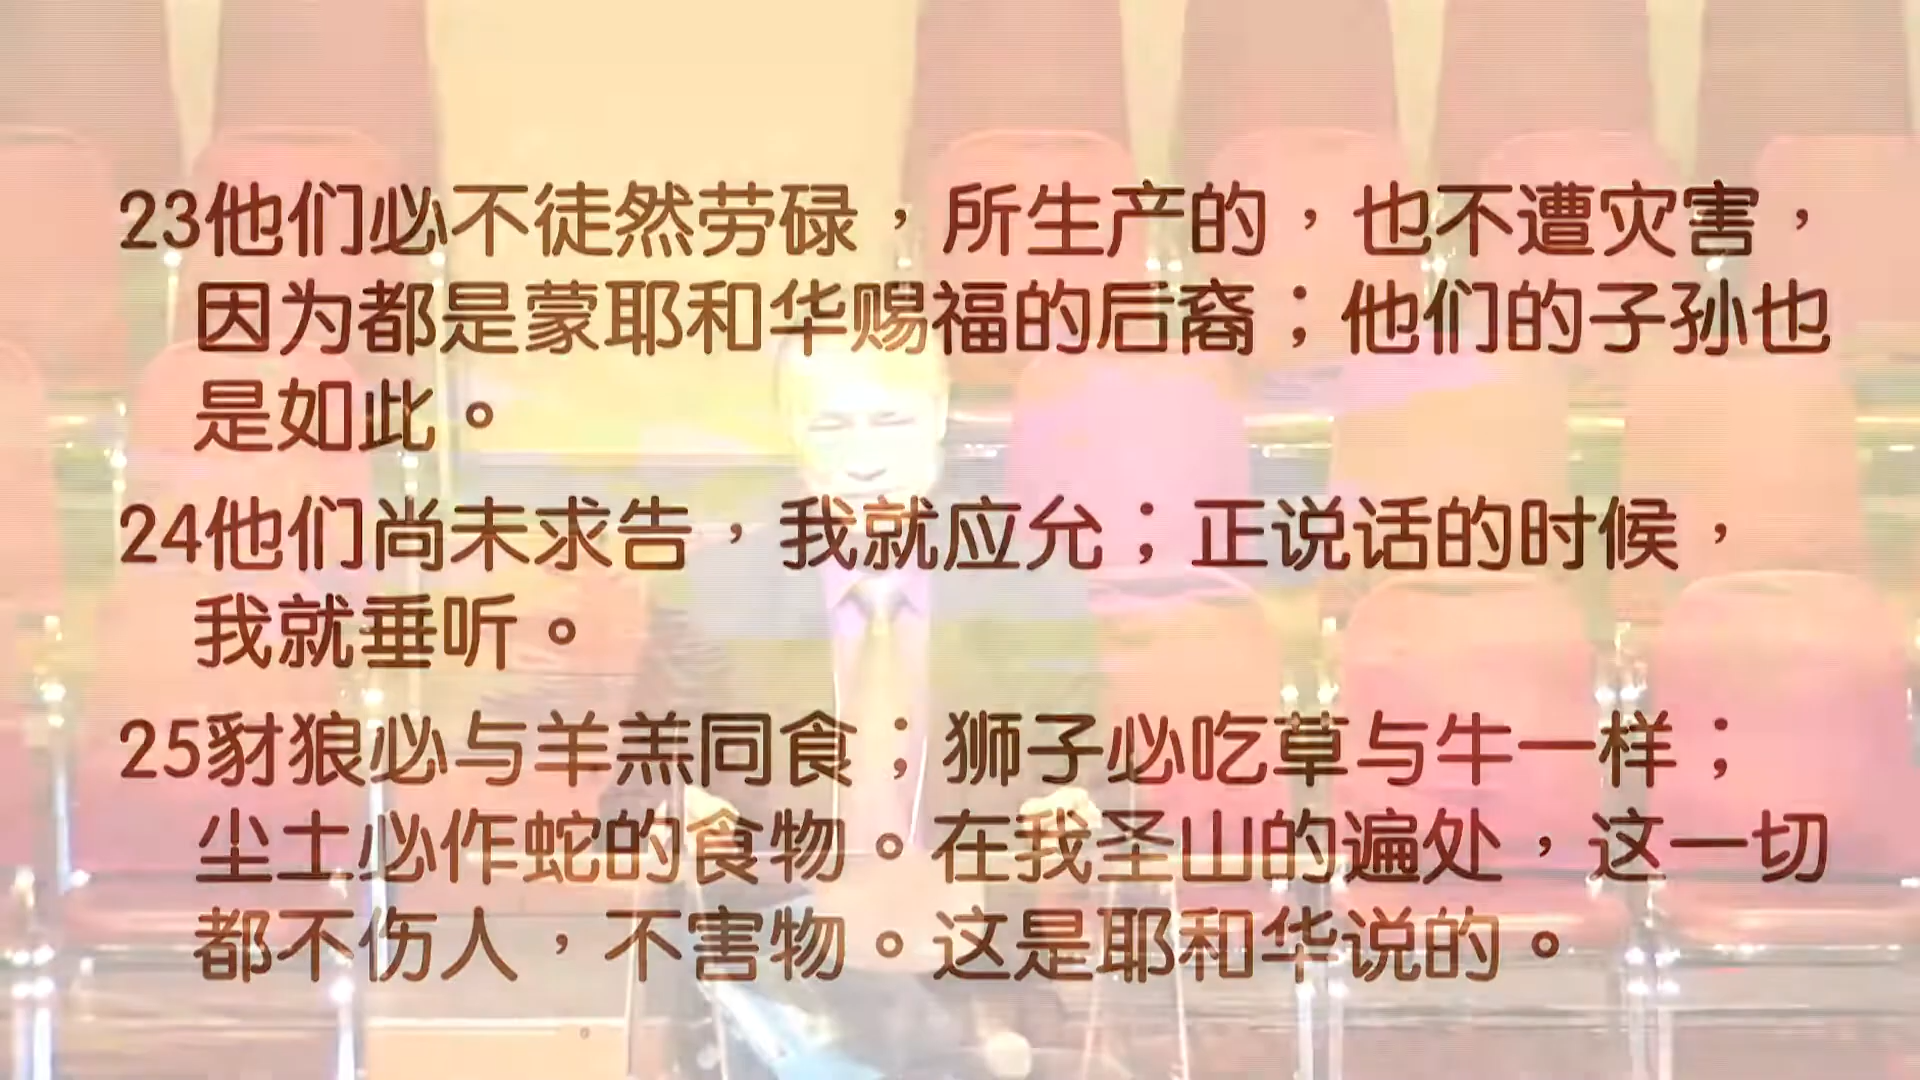 23他们必不徒然劳碌，所生产的，也不遭灾害，
因为都是蒙耶和华赐福的后裔；他们的子孙也
是如此。
24他们尚未求告，我就应允；正说话的时候，
我就垂听。
25豺狼必与羊羔同食；狮子必吃草与牛一样；
尘土必作蛇的食物。在我圣山的遍处，这一切
都不伤人，不害物。这是耶和华说的。